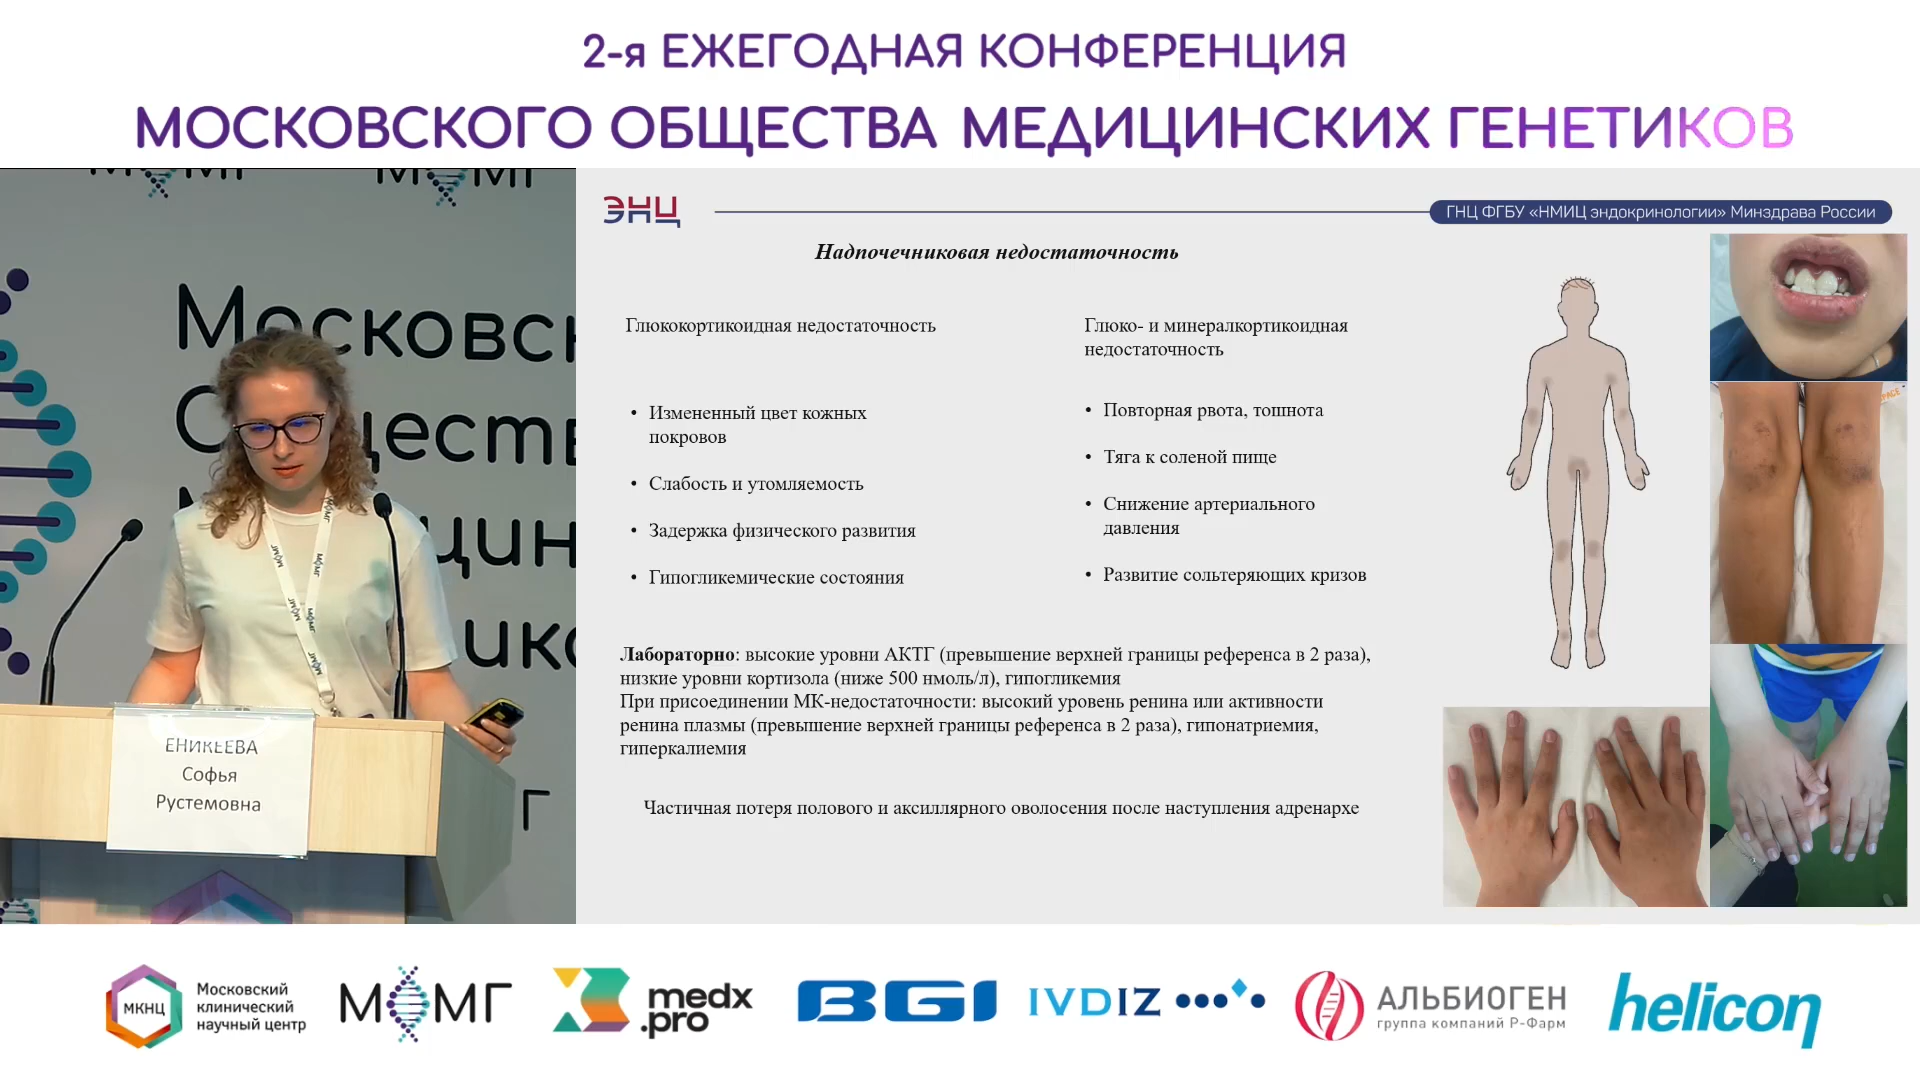 2-я ЕЖЕГОДНАЯ КОНФЕРЕНЦИЯ
МОСКОВСКОГО ОБЩЕСТВА МЕДИЦИНСКИХ ГЕНЕТИКОВ
ЭНЦ
ГНЦ ФГБУ «НМИЦ эндокринологии» Минздрава России
Надпочечниковая недостаточность
Глюкокортикоидная недостаточность
• Измененный цвет кожных
покровов
• Слабость и утомляемость
• Задержка физического развития
• Гипогликемические состояния
Глюко- и минералкортикоидная
недостаточность
• Повторная рвота, тошнота
• Тяга к соленой пище
• Снижение артериального
давления
• Развитие сольтеряющих кризов
Лабораторно: высокие уровни АКТГ (превышение верхней границы референса в 2 раза),
низкие уровни кортизола (ниже 500 нмоль/л), гипогликемия
При присоединении МК-недостаточности: высокий уровень ренина или активности
ренина плазмы (превышение верхней границы референса в 2 раза), гипонатриемия,
гиперкалиемия
Частичная потеря полового и аксиллярного оволосения после наступления адренархе
Московск
ЕНИКЕЕВА
Софья
Рустемовна
МКНЦ
Московский
клинический
научный центр
МОМГ
medx
.pro
BGI
IVDIZ
АЛЬБИОГЕН
группа компаний Р-Фарм
helicon